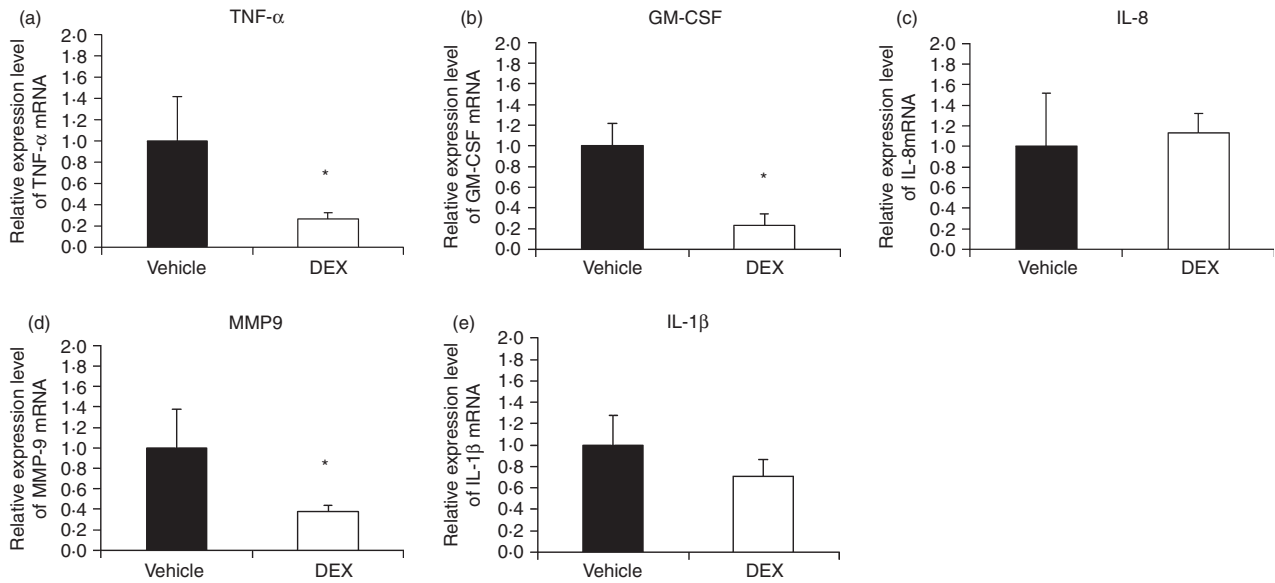 (a)
TNF-α
Relative expression level
of TNF-α mRNA
2·0
1·8
1·6
1·4
1·2
1·0
0·8
0·6
0·4
0·2
0·0
*
Vehicle
DEX
(b)
GM-CSF
Relative expression level
of GM-CSF mRNA
2·0
1·8
1·6
1·4
1·2
1·0
0·8
0·6
0·4
0·2
0·0
*
Vehicle
DEX
(c)
IL-8
Relative expression level
of IL-8mRNA
2·0
1·8
1·6
1·4
1·2
1·0
0·8
0·6
0·4
0·2
0·0
Vehicle
DEX
(d)
MMP9
Relative expression level
of MMP-9 mRNA
2·0
1·8
1·6
1·4
1·2
1·0
0·8
0·6
0·4
0·2
0·0
*
Vehicle
DEX
(e)
IL-1β
Relative expression level
of IL-1β mRNA
2·0
1·8
1·6
1·4
1·2
1·0
0·8
0·6
0·4
0·2
0·0
Vehicle
DEX